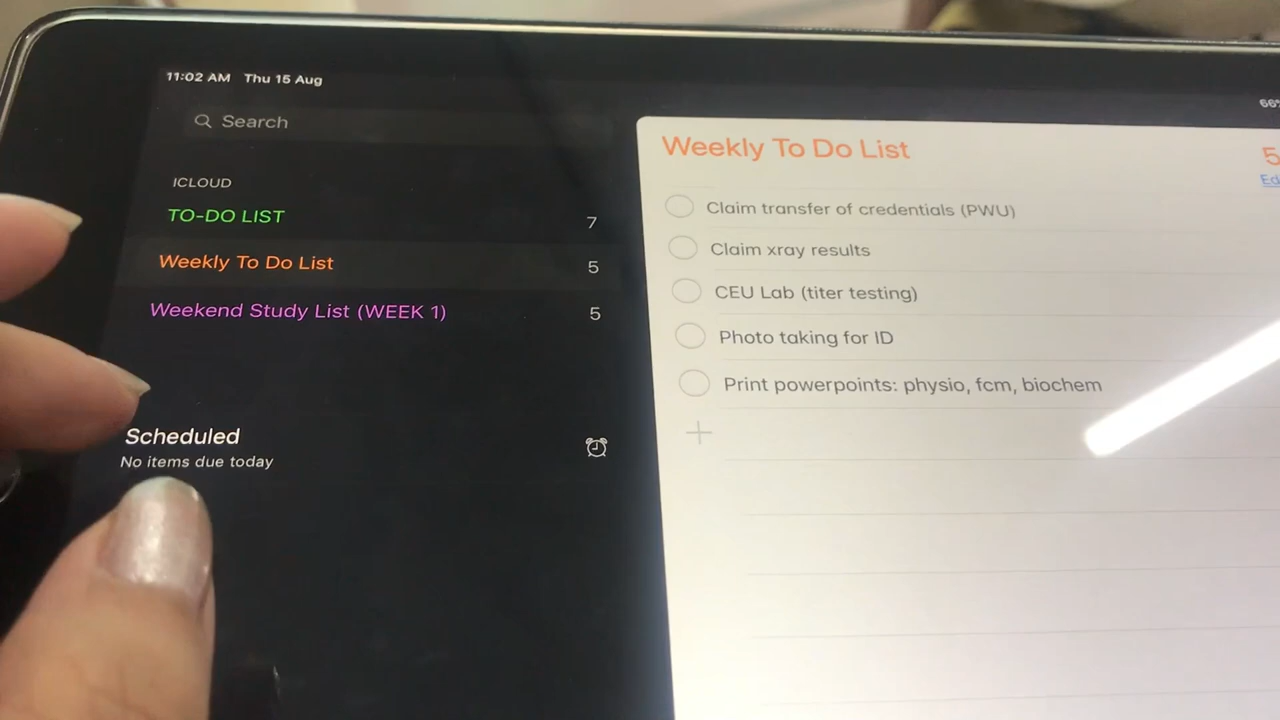 11:02 AM Thu 15 Aug
Search
ICLOUD
TO-DO LIST 7
Weekly To Do List 5
Weekend Study List (WEEK 1) 5
Scheduled
No items due today
Weekly To Do List 5
Claim transfer of credentials (PWU)
Claim xray results
CEU Lab (titer testing)
Photo taking for ID
Print powerpoints: physio, fcm, biochem